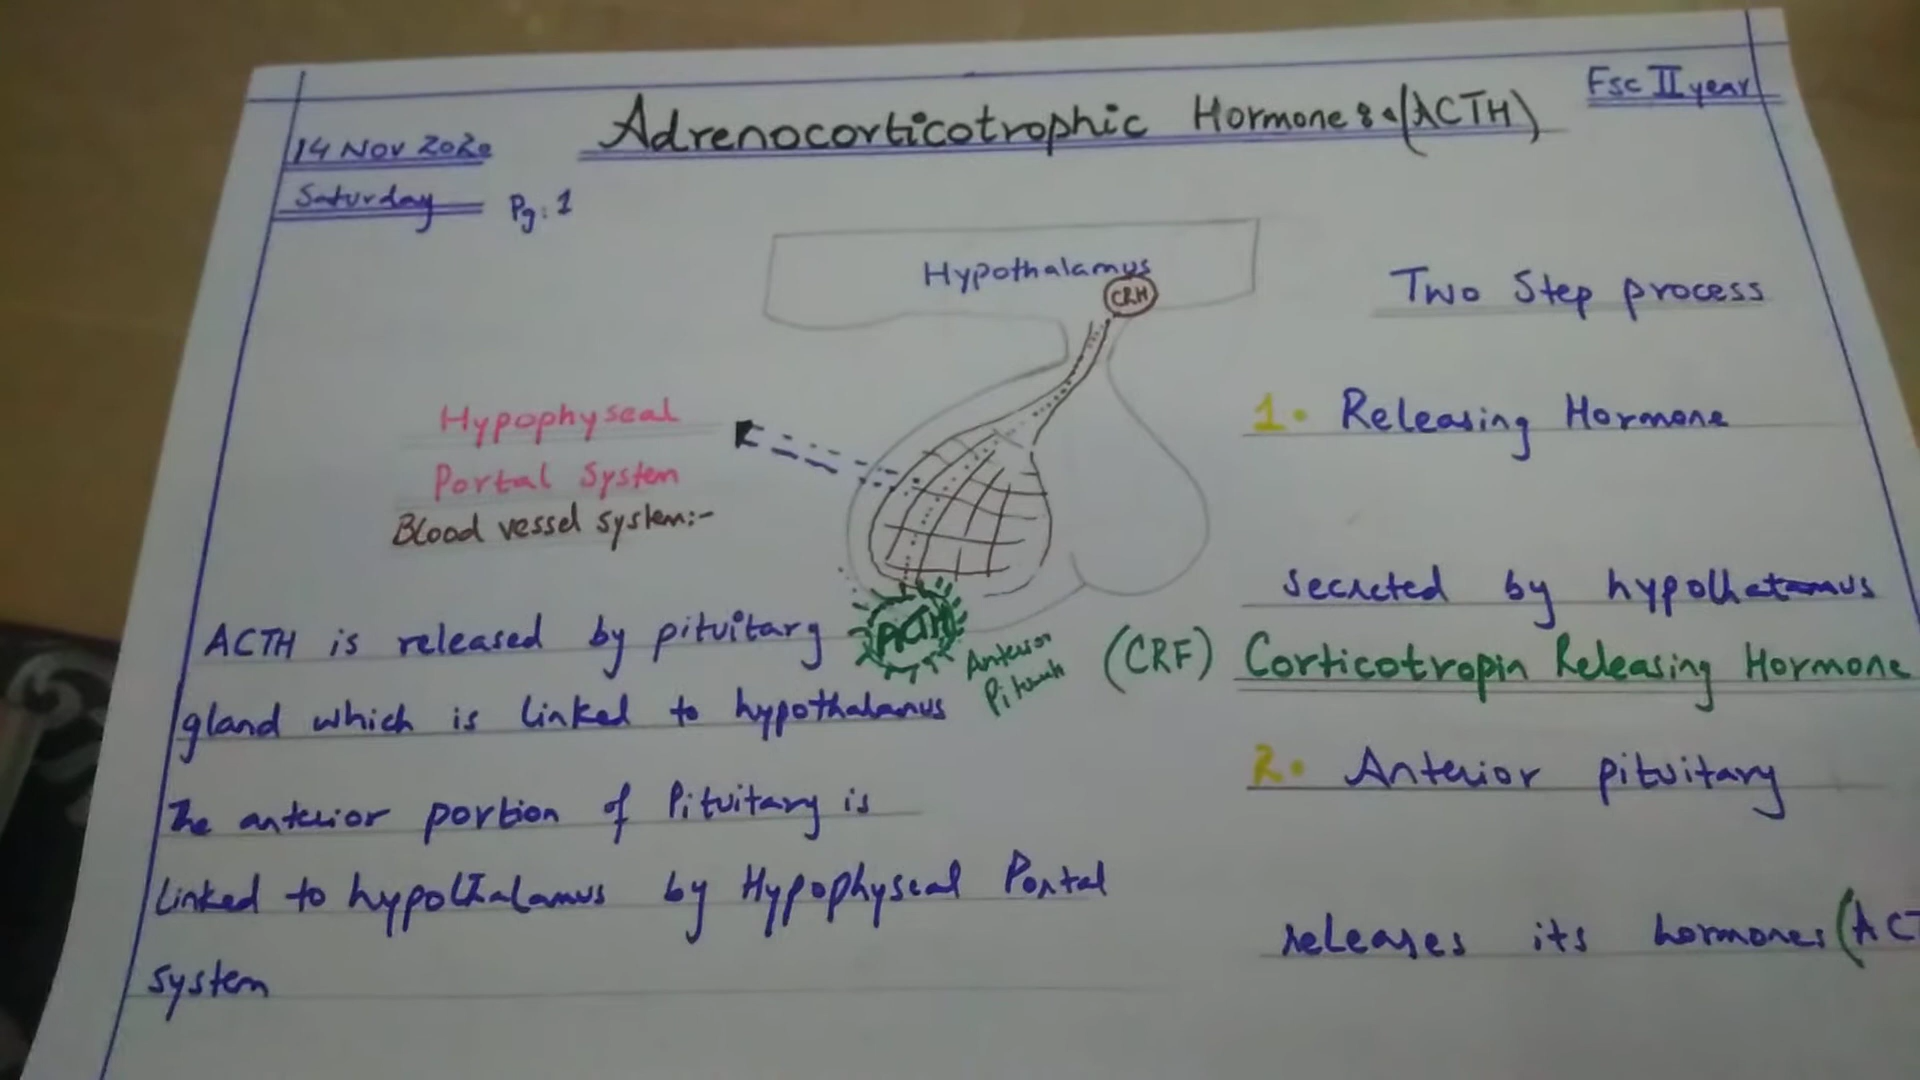 Fsc II year
Adrenocorticotrophic Hormone:-(ACTH)
14 Nov 2020
Saturday Pg:1
Hypothalamus
CRH
Two Step process
Hypophyseal
Portal System
Blood vessel system:-
1. Releasing Hormone
secreted by hypothalamus
(CRF) Corticotropin Releasing Hormone
2. Anterior pituitary
releases its hormones (AC
ACTH
Anterior
ACTH is released by pituitary
gland which is linked to hypothalamus
The anterior portion of Pituitary is
linked to hypothalamus by Hypophyseal Portal
system